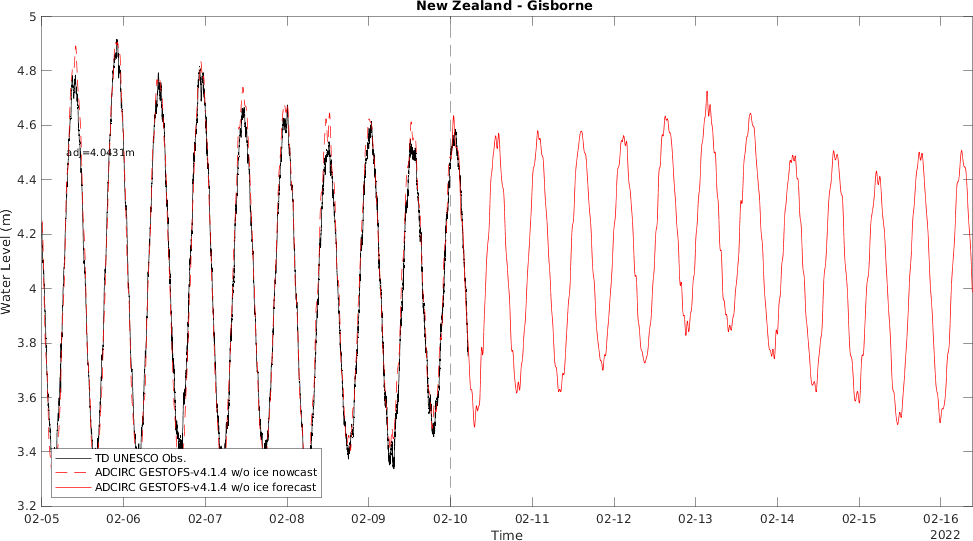 New Zealand - Gisborne
Water Level (m)
5
4.8
4.6
4.4
4.2
4
3.8
3.6
3.4
3.2
adj=4.0431m
TD UNESCO Obs.
ADCIRC GESTOFS-v4.1.4 w/o ice nowcast
ADCIRC GESTOFS-v4.1.4 w/o ice forecast
02-05 02-06 02-07 02-08 02-09 02-10 02-11 02-12 02-13 02-14 02-15 02-16
Time
2022